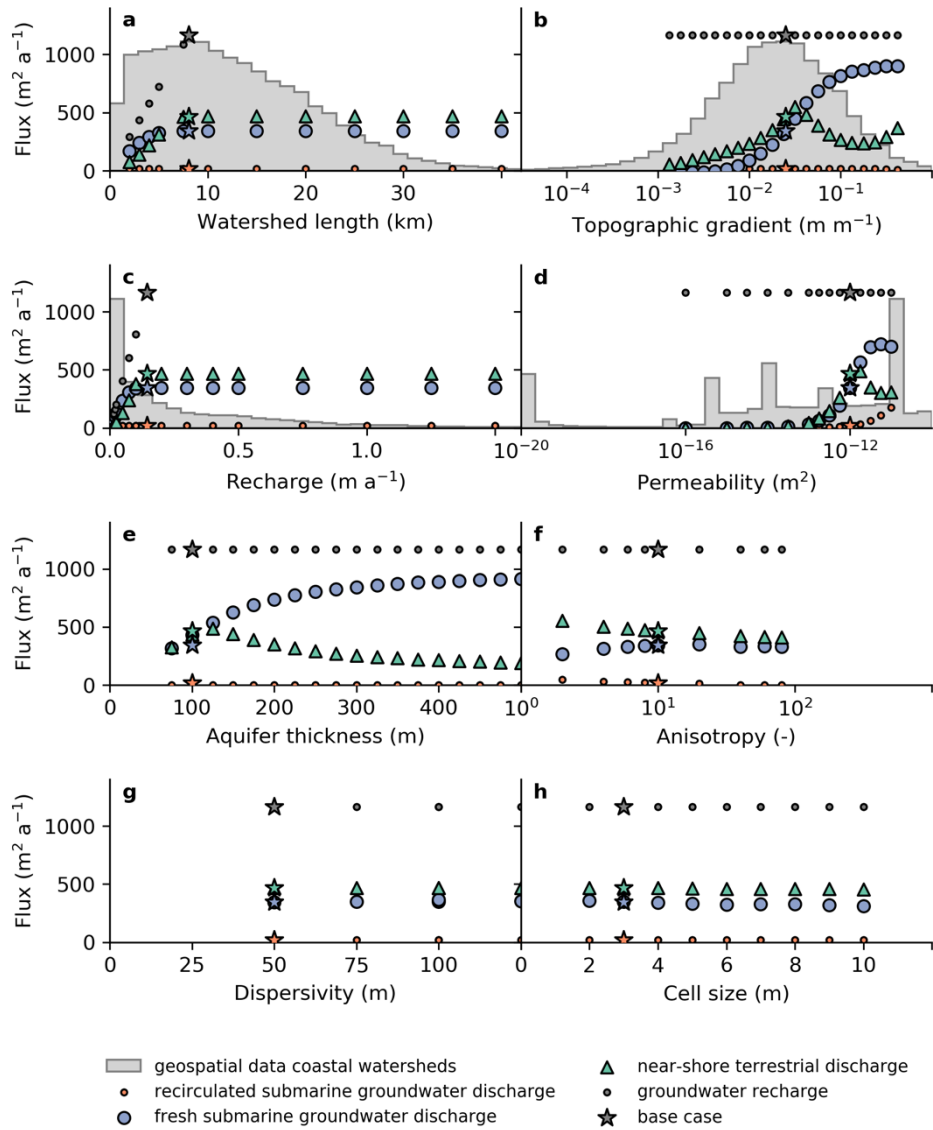 a
b
1000
500
0
Flux (m² a⁻¹)
0
10
20
30
10⁻⁴
10⁻³
10⁻²
10⁻¹
Watershed length (km)
Topographic gradient (m m⁻¹)
c
d
1000
500
0
Flux (m² a⁻¹)
0.0
0.5
1.0
10⁻²⁰
10⁻¹⁶
10⁻¹²
Recharge (m a⁻¹)
Permeability (m²)
e
f
1000
500
0
Flux (m² a⁻¹)
100
200
300
400
10⁰
10¹
10²
Aquifer thickness (m)
Anisotropy (-)
g
h
1000
500
0
Flux (m² a⁻¹)
0
25
50
75
100
0
2
4
6
8
10
Dispersivity (m)
Cell size (m)
geospatial data coastal watersheds
recirculated submarine groundwater discharge
fresh submarine groundwater discharge
near-shore terrestrial discharge
groundwater recharge
base case